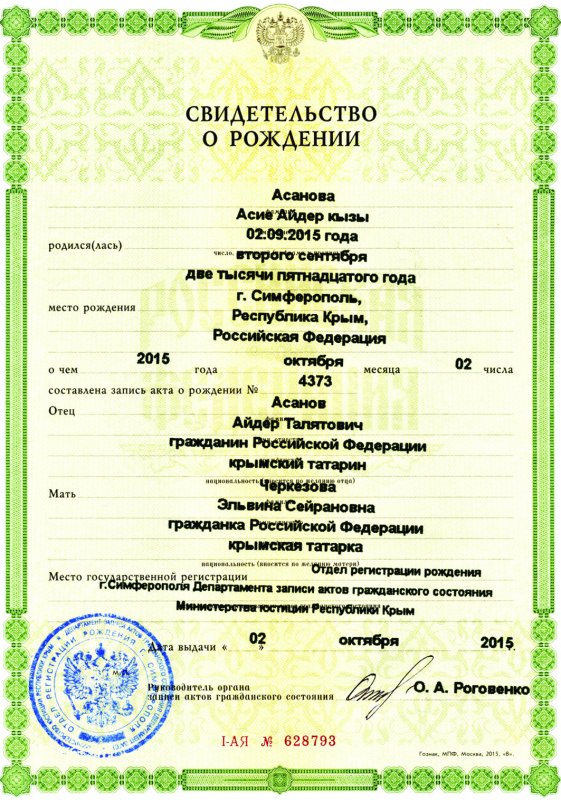 СВИДЕТЕЛЬСТВО
О РОЖДЕНИИ
Асанова
Асие Айдер кызы
02.09.2015 года
родился(лась)
число,
второго сентября
две тысячи пятнадцатого года
г. Симферополь,
место рождения
Республика Крым,
Российская Федерация
о чем 2015 года октября месяца 02 числа
составлена запись акта о рождении № 4373
Отец
Асанов
Айдер Талятович
гражданин Российской Федерации
крымский татарин
национальность (вносится по желанию отца)
Мать
Черкезова
Эльвина Сейрановна
гражданка Российской Федерации
крымская татарка
национальность (вносится по желанию матери)
Место государственной регистрации Отдел регистрации рождения
г.Симферополя Департамента записи актов гражданского состояния
Министерства юстиции Республики Крым
Дата выдачи « 02 » октября 2015.
Руководитель органа
записи актов гражданского состояния
О. А. Роговенко
I-АЯ № 628793
Гознак, МПФ, Москва, 2015, «В».